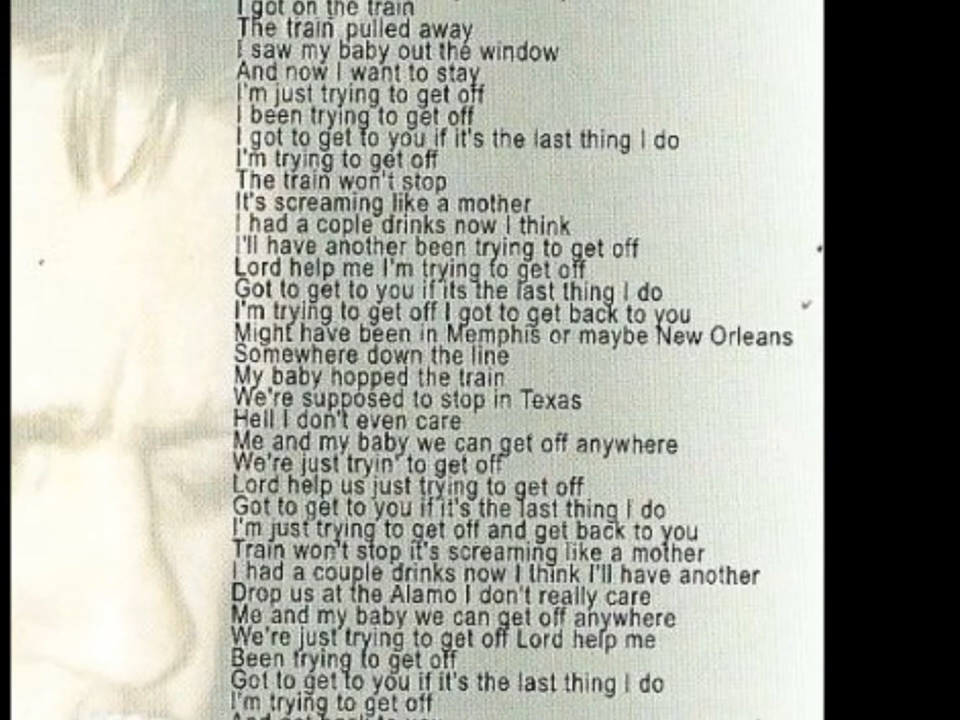 I got on the train
The train pulled away
I saw my baby out the window
And now I want to stay
I'm just trying to get off
I been trying to get off
I got to get to you if it's the last thing I do
I'm trying to get off
The train won't stop
It's screaming like a mother
I had a cople drinks now I think
I'll have another been trying to get off
Lord help me I'm trying to get off
Got to get to you if its the last thing I do
I'm trying to get off I got to get back to you
Might have been in Memphis or maybe New Orleans
Somewhere down the line
My baby hopped the train
We're supposed to stop in Texas
Hell I don't even care
Me and my baby we can get off anywhere
We're just tryin' to get off
Lord help us just trying to get off
Got to get to you if it's the last thing I do
I'm just trying to get off and get back to you
Train won't stop it's screaming like a mother
I had a couple drinks now I think I'll have another
Drop us at the Alamo I don't really care
Me and my baby we can get off anywhere
We're just trying to get off Lord help me
Been trying to get off
Got to get to you if it's the last thing I do
I'm trying to get off
And get back to you